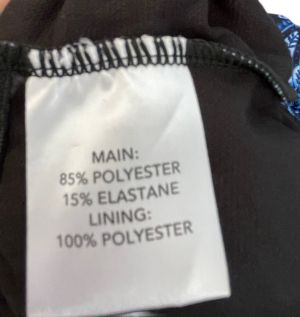 MAIN:
85% POLYESTER
15% ELASTANE
LINING:
100% POLYESTER